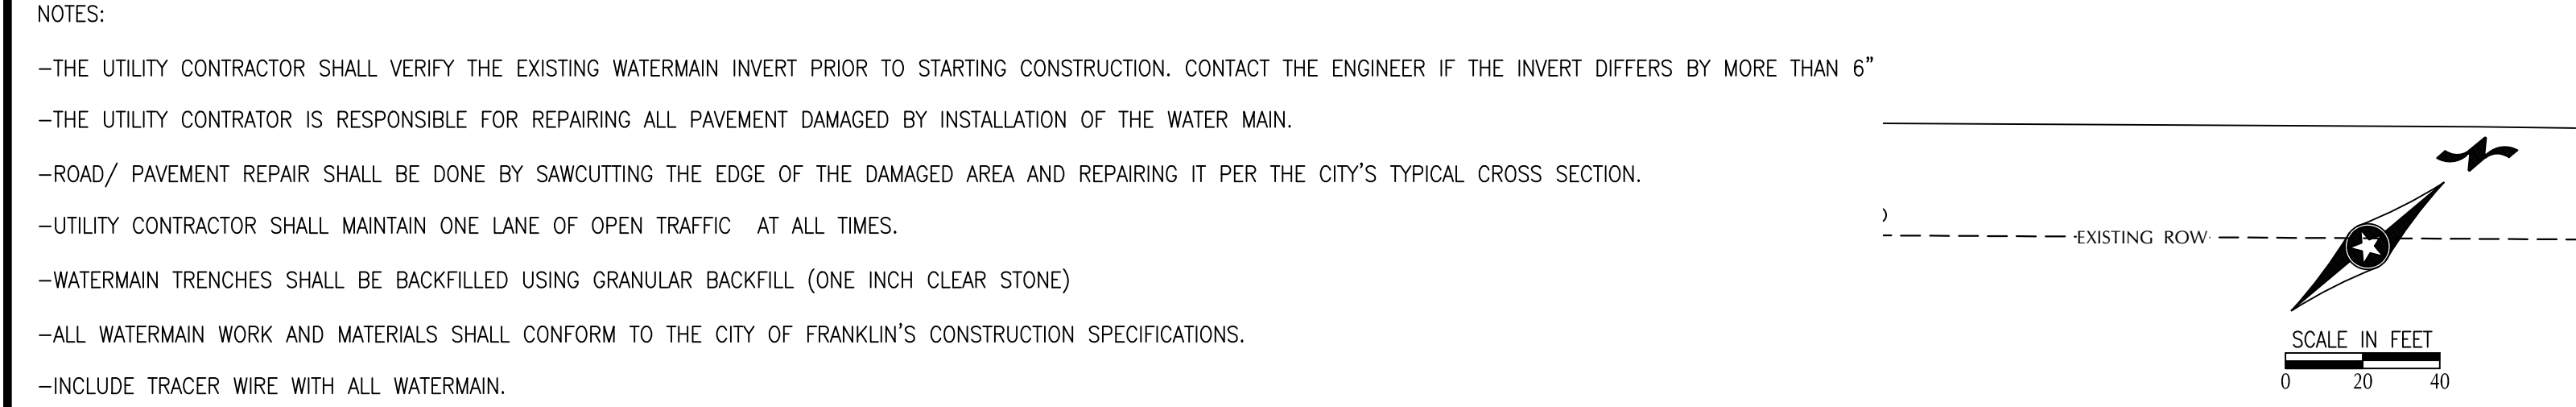 NOTES:
-THE UTILITY CONTRACTOR SHALL VERIFY THE EXISTING WATERMAIN INVERT PRIOR TO STARTING CONSTRUCTION. CONTACT THE ENGINEER IF THE INVERT DIFFERS BY MORE THAN 6"
-THE UTILITY CONTRATOR IS RESPONSIBLE FOR REPAIRING ALL PAVEMENT DAMAGED BY INSTALLATION OF THE WATER MAIN.
-ROAD/ PAVEMENT REPAIR SHALL BE DONE BY SAWCUTTING THE EDGE OF THE DAMAGED AREA AND REPAIRING IT PER THE CITY'S TYPICAL CROSS SECTION.
-UTILITY CONTRACTOR SHALL MAINTAIN ONE LANE OF OPEN TRAFFIC AT ALL TIMES.
-WATERMAIN TRENCHES SHALL BE BACKFILLED USING GRANULAR BACKFILL (ONE INCH CLEAR STONE)
-ALL WATERMAIN WORK AND MATERIALS SHALL CONFORM TO THE CITY OF FRANKLIN'S CONSTRUCTION SPECIFICATIONS.
-INCLUDE TRACER WIRE WITH ALL WATERMAIN.
N
EXISTING ROW
SCALE IN FEET
0 20 40